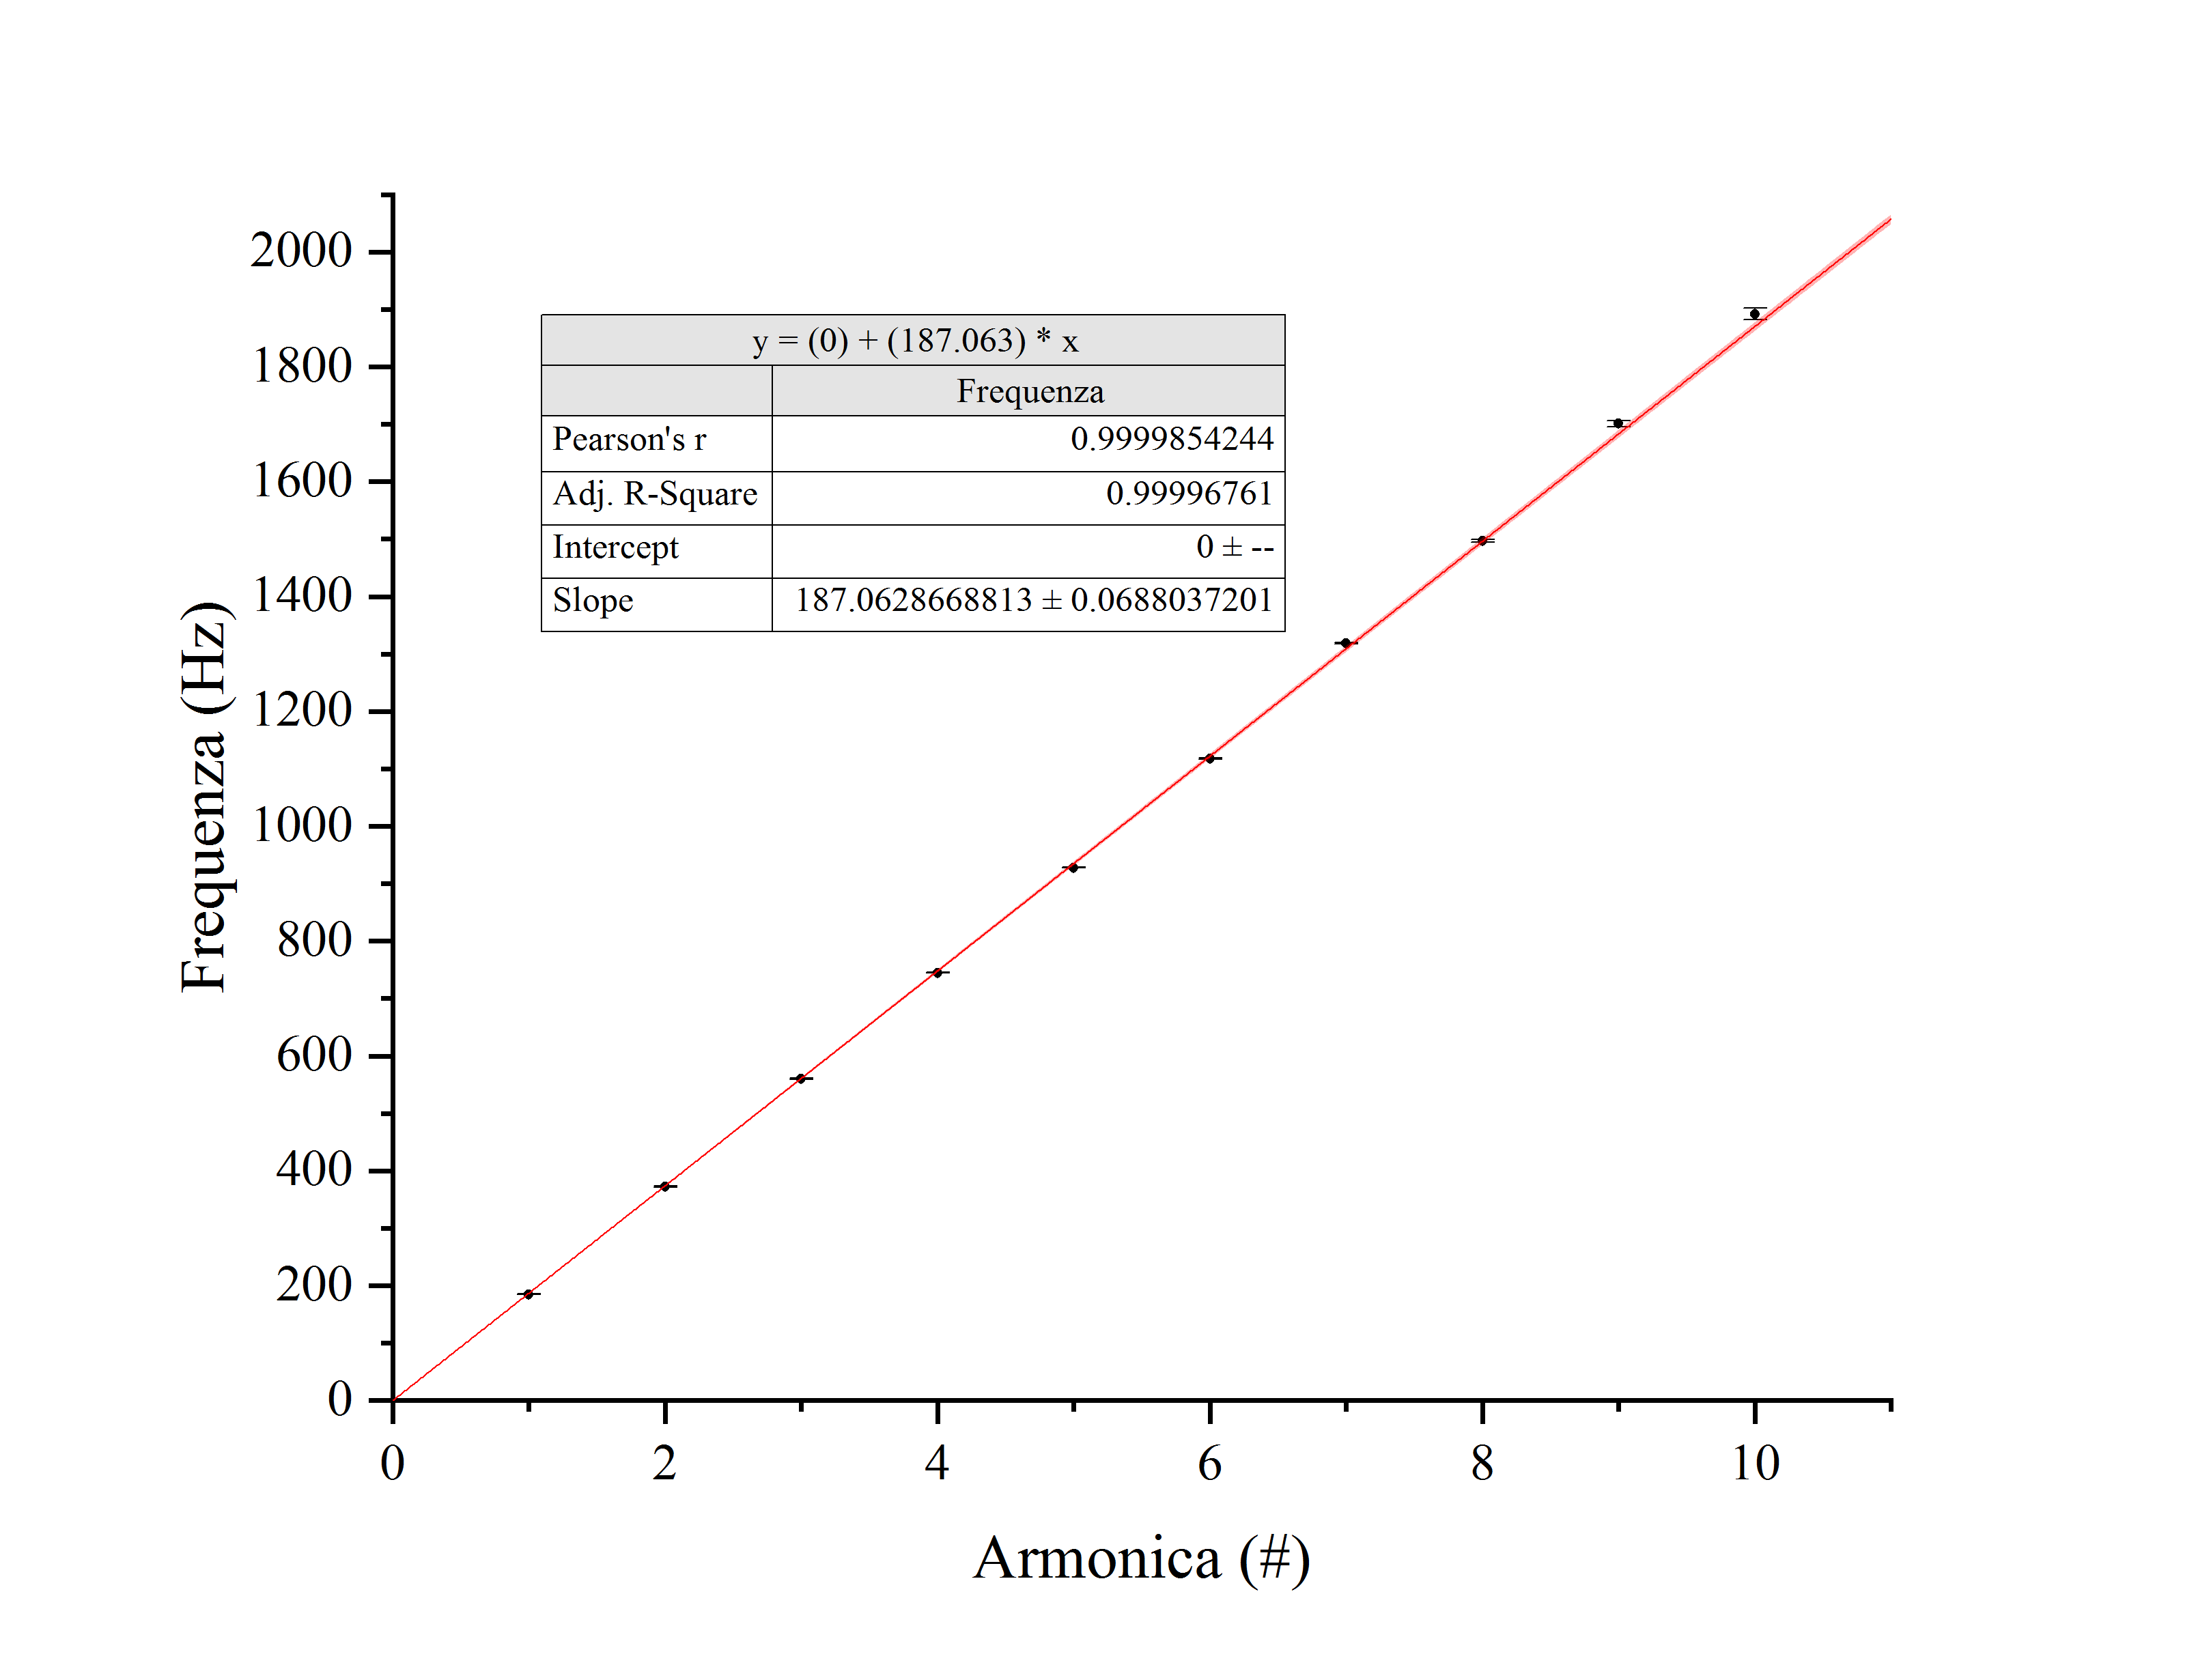 2000
1800
1600
1400
1200
1000
800
600
400
200
0
Frequenza (Hz)
y = (0) + (187.063) * x
Frequenza
Pearson's r 0.9999854244
Adj. R-Square 0.99996761
Intercept 0 ± --
Slope 187.0628668813 ± 0.0688037201
0 2 4 6 8 10
Armonica (#)